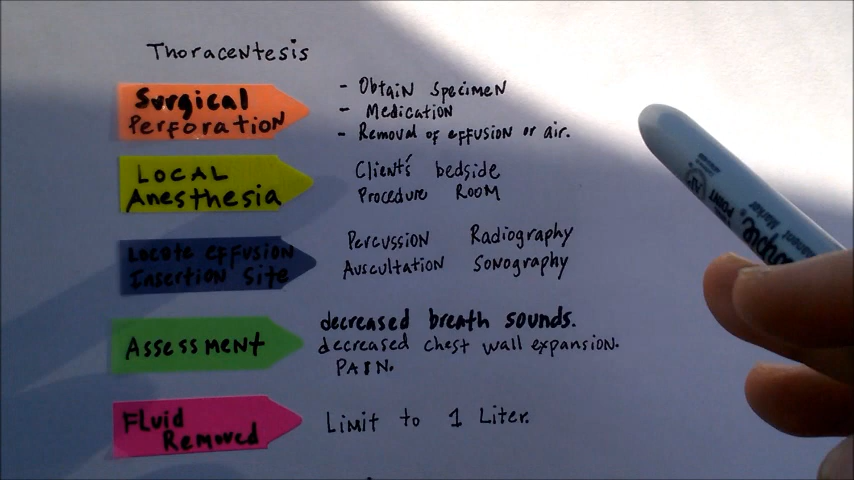 Thoracentesis
Surgical
Perforation
- Obtain Specimen
- Medication
- Removal of effusion or air.
LOCAL
Anesthesia
Client's bedside
Procedure ROOM
Locate effusion
Insertion Site
Percussion Radiography
Auscultation Sonography
Assessment
decreased breath sounds.
decreased chest wall expansion.
PAIN.
Fluid
Removed
Limit to 1 Liter.
POINT
Marker